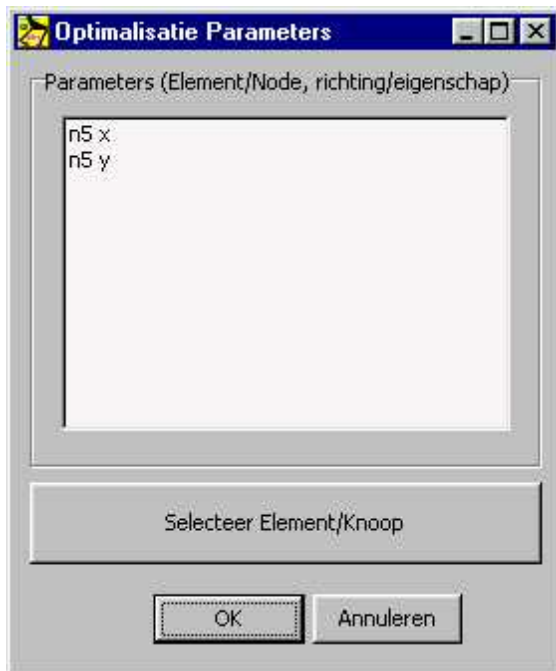 Optimalisatie Parameters
Parameters (Element/Node, richting/eigenschap)
n5 x
n5 y
Selecteer Element/Knoop
OK
Annuleren